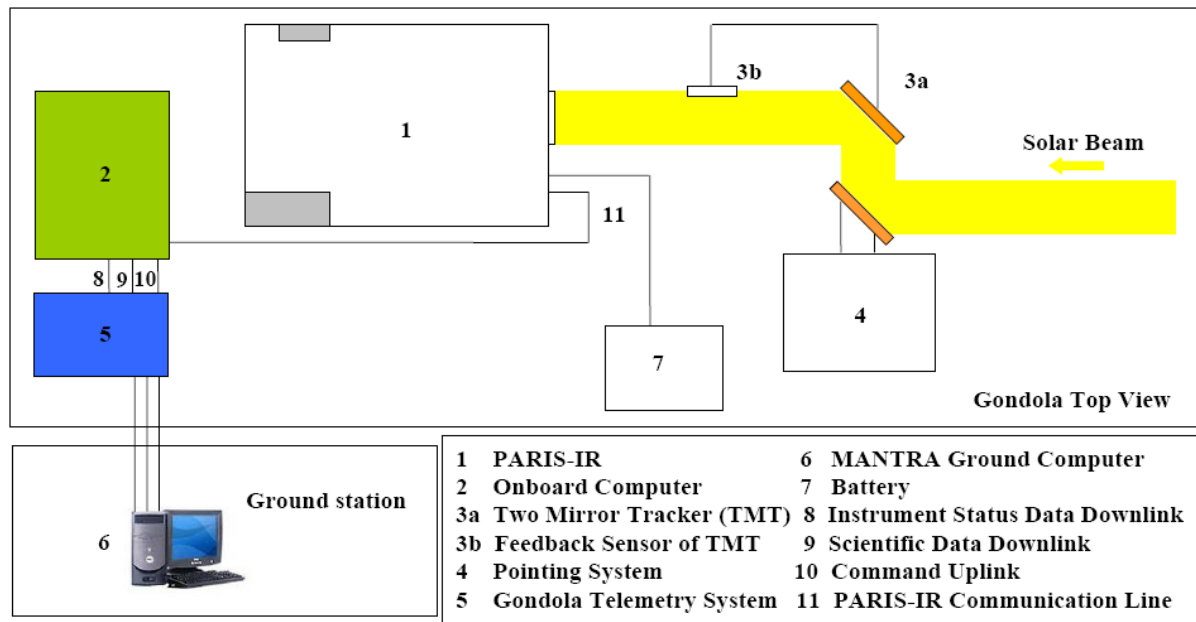 3b
3a
1
Solar Beam
2
11
8 9 10
4
5
7
Gondola Top View
Ground station
6
1 PARIS-IR
2 Onboard Computer
3a Two Mirror Tracker (TMT)
3b Feedback Sensor of TMT
4 Pointing System
5 Gondola Telemetry System
6 MANTRA Ground Computer
7 Battery
8 Instrument Status Data Downlink
9 Scientific Data Downlink
10 Command Uplink
11 PARIS-IR Communication Line